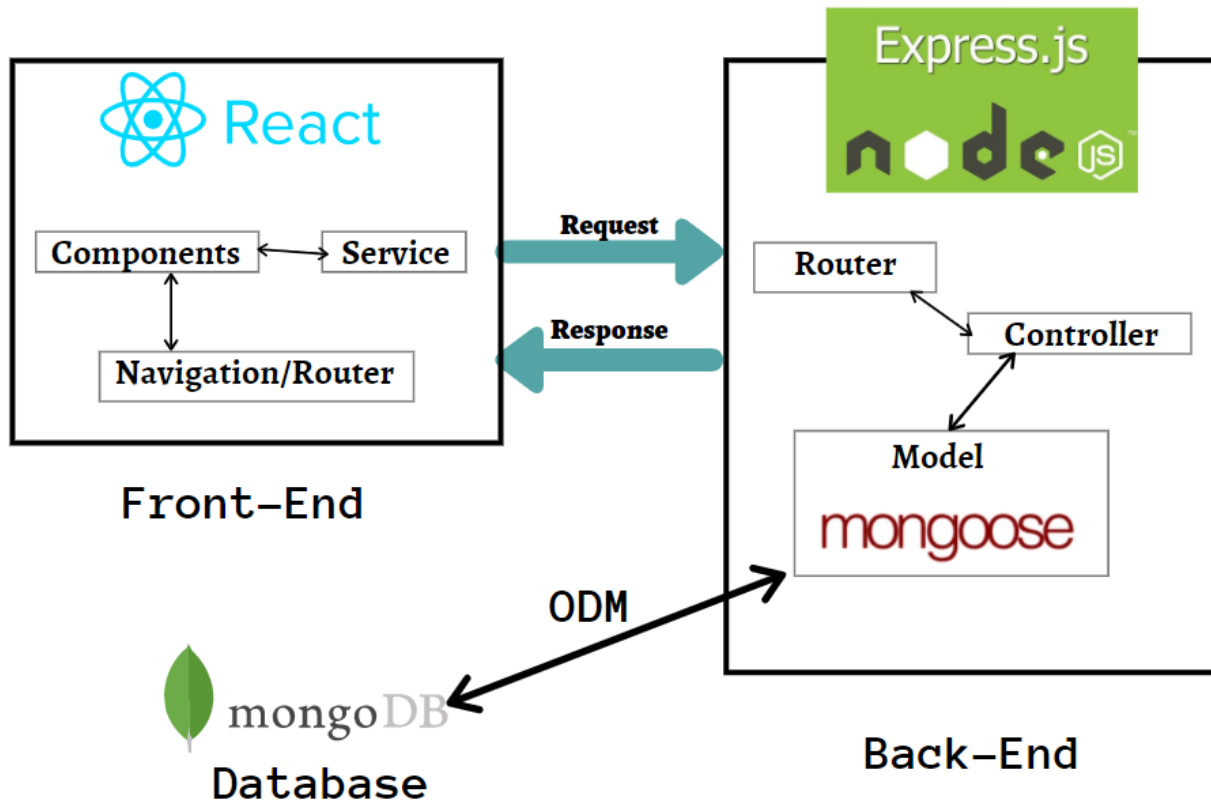 React
Components
Service
Navigation/Router
Front-End
Request
Response
Express.js
node
JS
™
Router
Controller
Model
mongoose
Back-End
ODM
mongoDB
Database